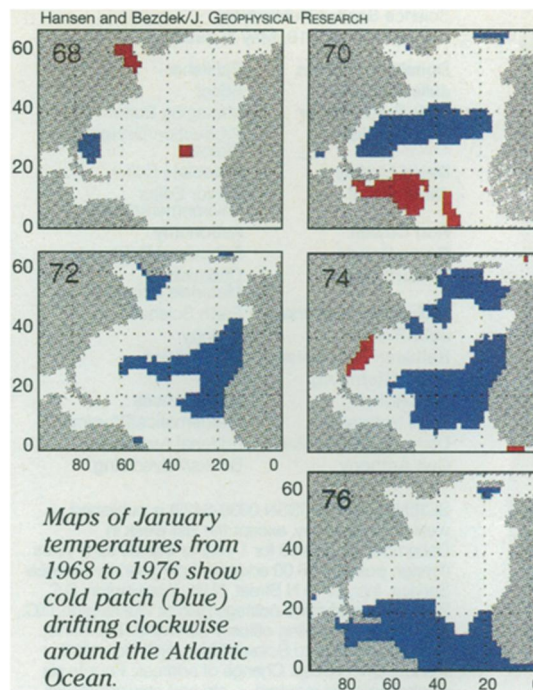 Hansen and Bezdek/J. GEOPHYSICAL RESEARCH
68
70
60
40
20
0
72
74
60
40
20
0
80 60 40 20 0
76
60
40
20
0
100 80 60 40 20 0
Maps of January
temperatures from
1968 to 1976 show
cold patch (blue)
drifting clockwise
around the Atlantic
Ocean.